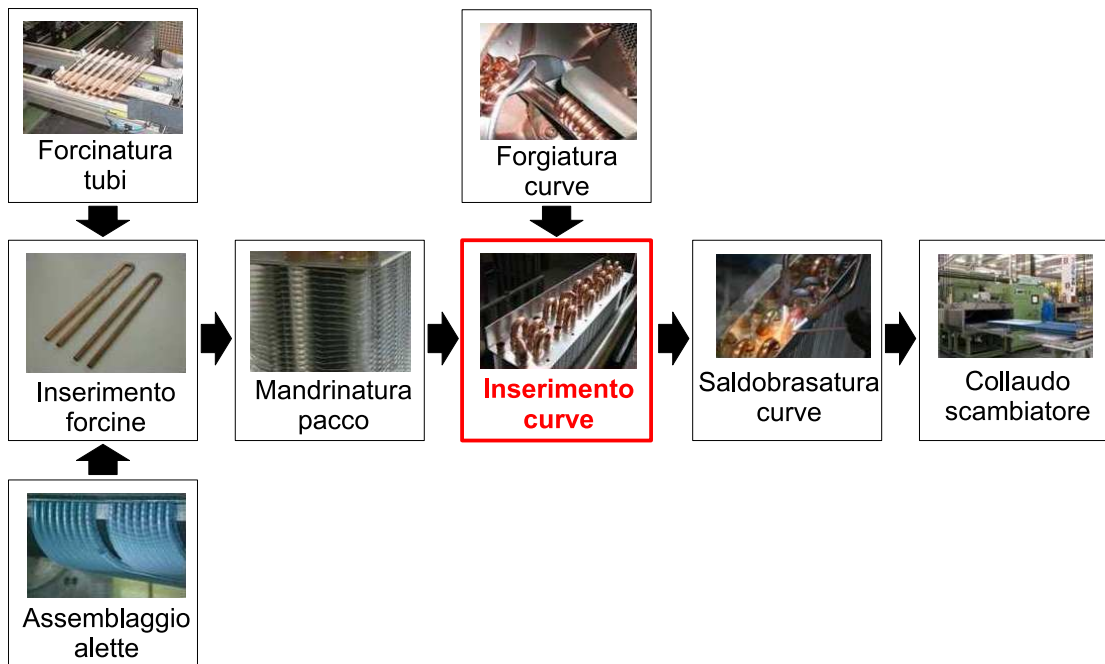 Forcinatura
tubi
Forgiatura
curve
Inserimento
forcine
Mandrinatura
pacco
Inserimento
curve
Saldobrasatura
curve
Collaudo
scambiatore
Assemblaggio
alette